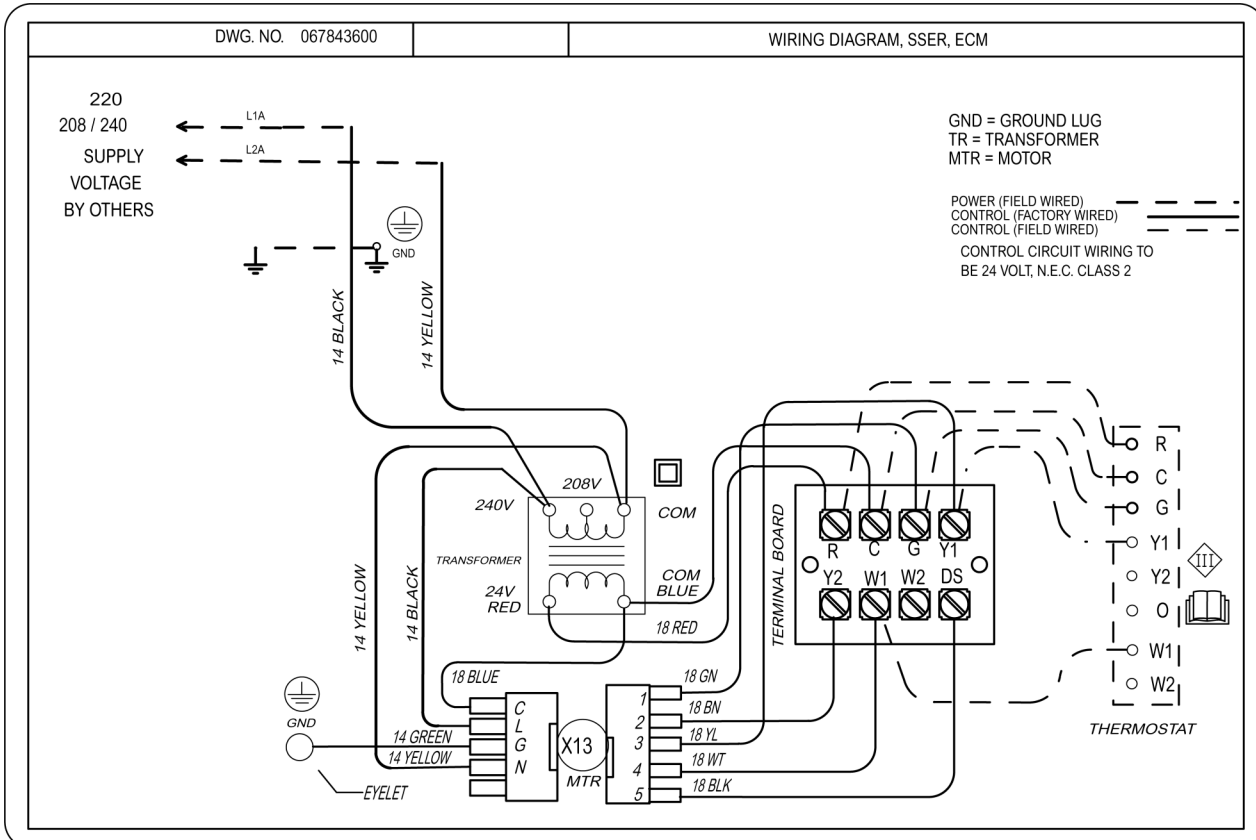 DWG. NO. 067843600
WIRING DIAGRAM, SSER, ECM
220
208 / 240
SUPPLY
VOLTAGE
BY OTHERS
L1A
L2A
GND
GND = GROUND LUG
TR = TRANSFORMER
MTR = MOTOR
POWER (FIELD WIRED)
CONTROL (FACTORY WIRED)
CONTROL (FIELD WIRED)
CONTROL CIRCUIT WIRING TO
BE 24 VOLT, N.E.C. CLASS 2
14 BLACK
14 YELLOW
240V
208V
COM
TRANSFORMER
24V
RED
COM
BLUE
18 RED
14 YELLOW
14 BLACK
TERMINAL BOARD
R C G Y1
Y2 W1 W2 DS
R
C
G
Y1
Y2
O
W1
W2
III
THERMOSTAT
18 BLUE
GND
14 GREEN
14 YELLOW
EYELET
C
L
G
N
X13
MTR
1
2
3
4
5
18 GN
18 BN
18 YL
18 WT
18 BLK